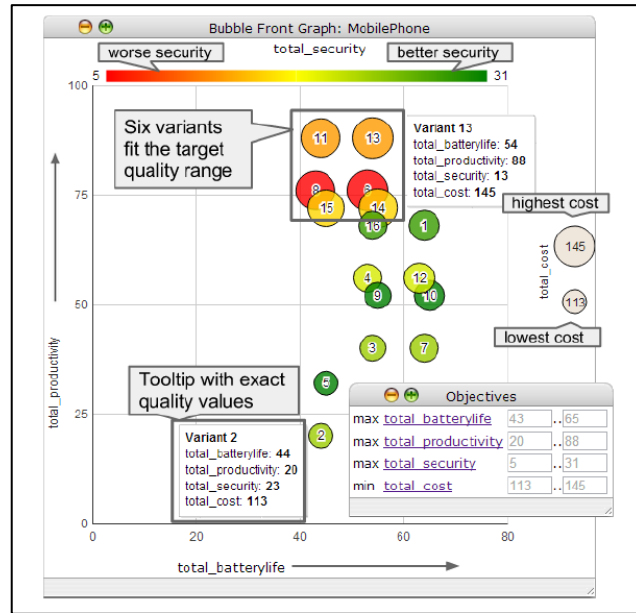 Bubble Front Graph: MobilePhone
worse security
total_security
better security
5
31
100
75
50
25
0
total_productivity
Six variants
fit the target
quality range
11
13
8
6
15
14
16
1
4
12
9
10
3
7
5
2
Variant 13
total_batterylife: 54
total_productivity: 88
total_security: 13
total_cost: 145
highest cost
145
total_cost
113
lowest cost
Tooltip with exact
quality values
Variant 2
total_batterylife: 44
total_productivity: 20
total_security: 23
total_cost: 113
Objectives
max total_batterylife 43 .. 65
max total_productivity 20 .. 88
max total_security 5 .. 31
min total_cost 113 .. 145
0
20
40
60
80
total_batterylife